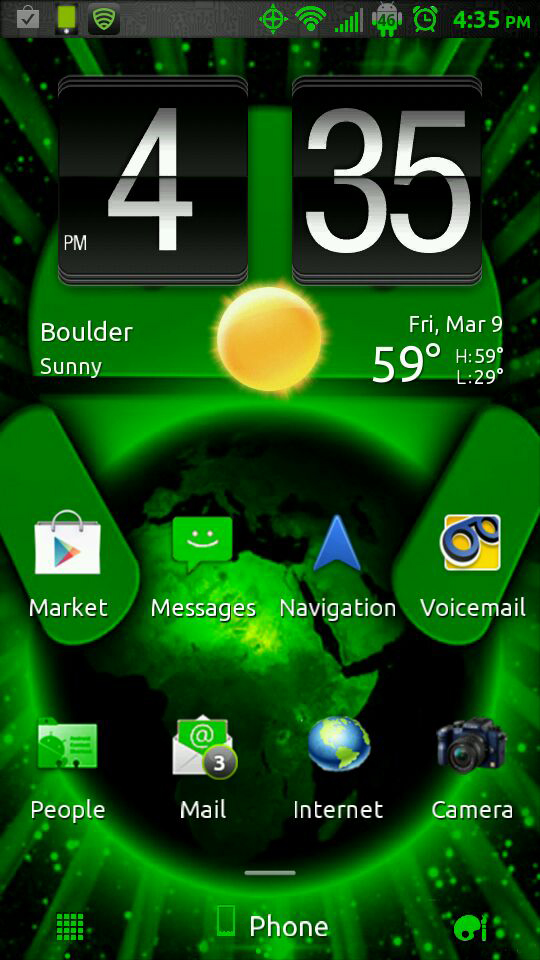 46 4:35 PM
4 35
PM
Boulder
Sunny
Fri, Mar 9
59° H:59°
L:29°
Market Messages Navigation Voicemail
@
3
People Mail Internet Camera
Phone